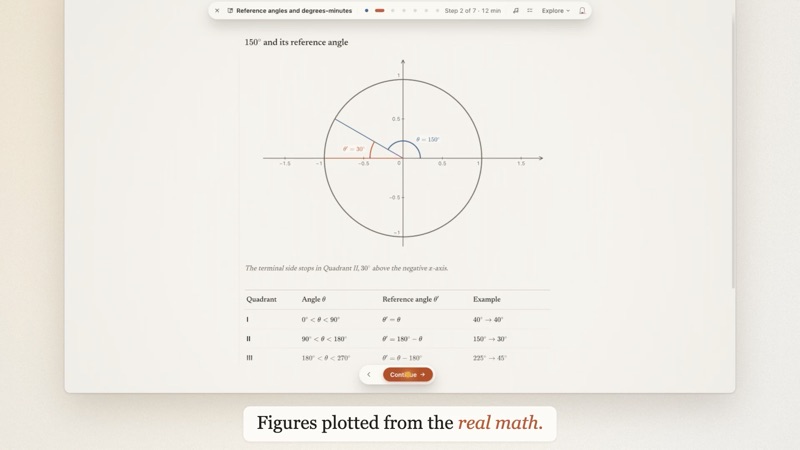 Reference angles and degrees–minutes
Step 2 of 7 · 12 min
Explore
150° and its reference angle
1
0.5
θ = 150°
θ′ = 30°
−1.5
−1
−0.5
0
0.5
1
1.5
−0.5
−1
The terminal side stops in Quadrant II, 30° above the negative x-axis.
Quadrant Angle θ Reference angle θ′ Example
I 0° < θ < 90° θ′ = θ 40° → 40°
II 90° < θ < 180° θ′ = 180° − θ 150° → 30°
III 180° < θ < 270° θ′ = θ − 180° 225° → 45°
Continue →
Figures plotted from the real math.